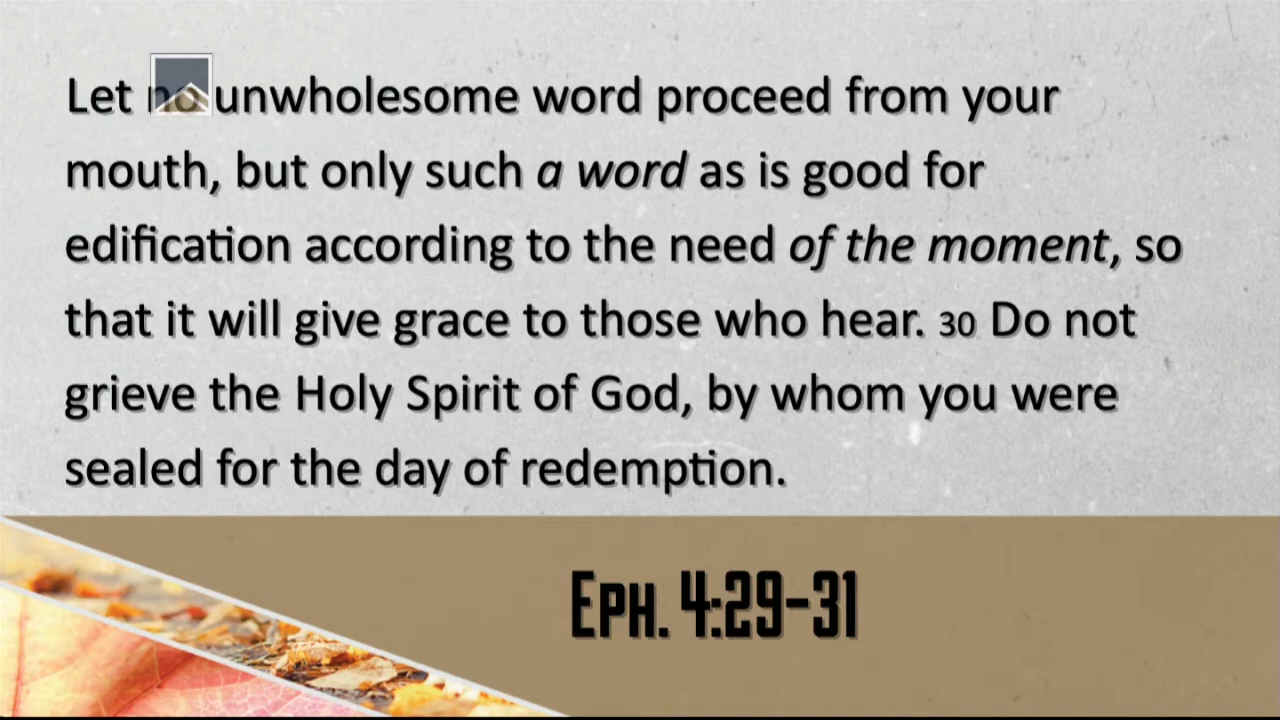 Let no unwholesome word proceed from your
mouth, but only such a word as is good for
edification according to the need of the moment, so
that it will give grace to those who hear. 30 Do not
grieve the Holy Spirit of God, by whom you were
sealed for the day of redemption.
Eph. 4:29-31